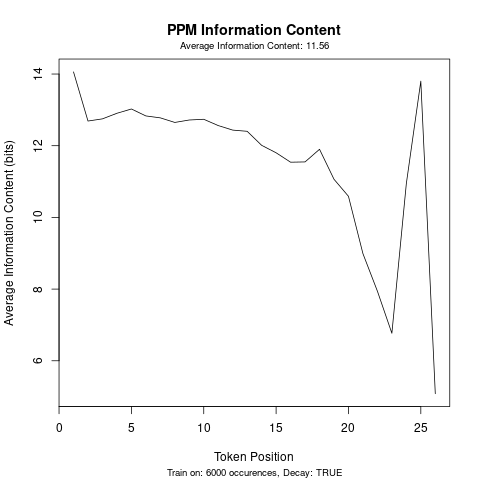 PPM Information Content
Average Information Content: 11.56
Average Information Content (bits)
14
12
10
8
6
0 5 10 15 20 25
Token Position
Train on: 6000 occurences, Decay: TRUE